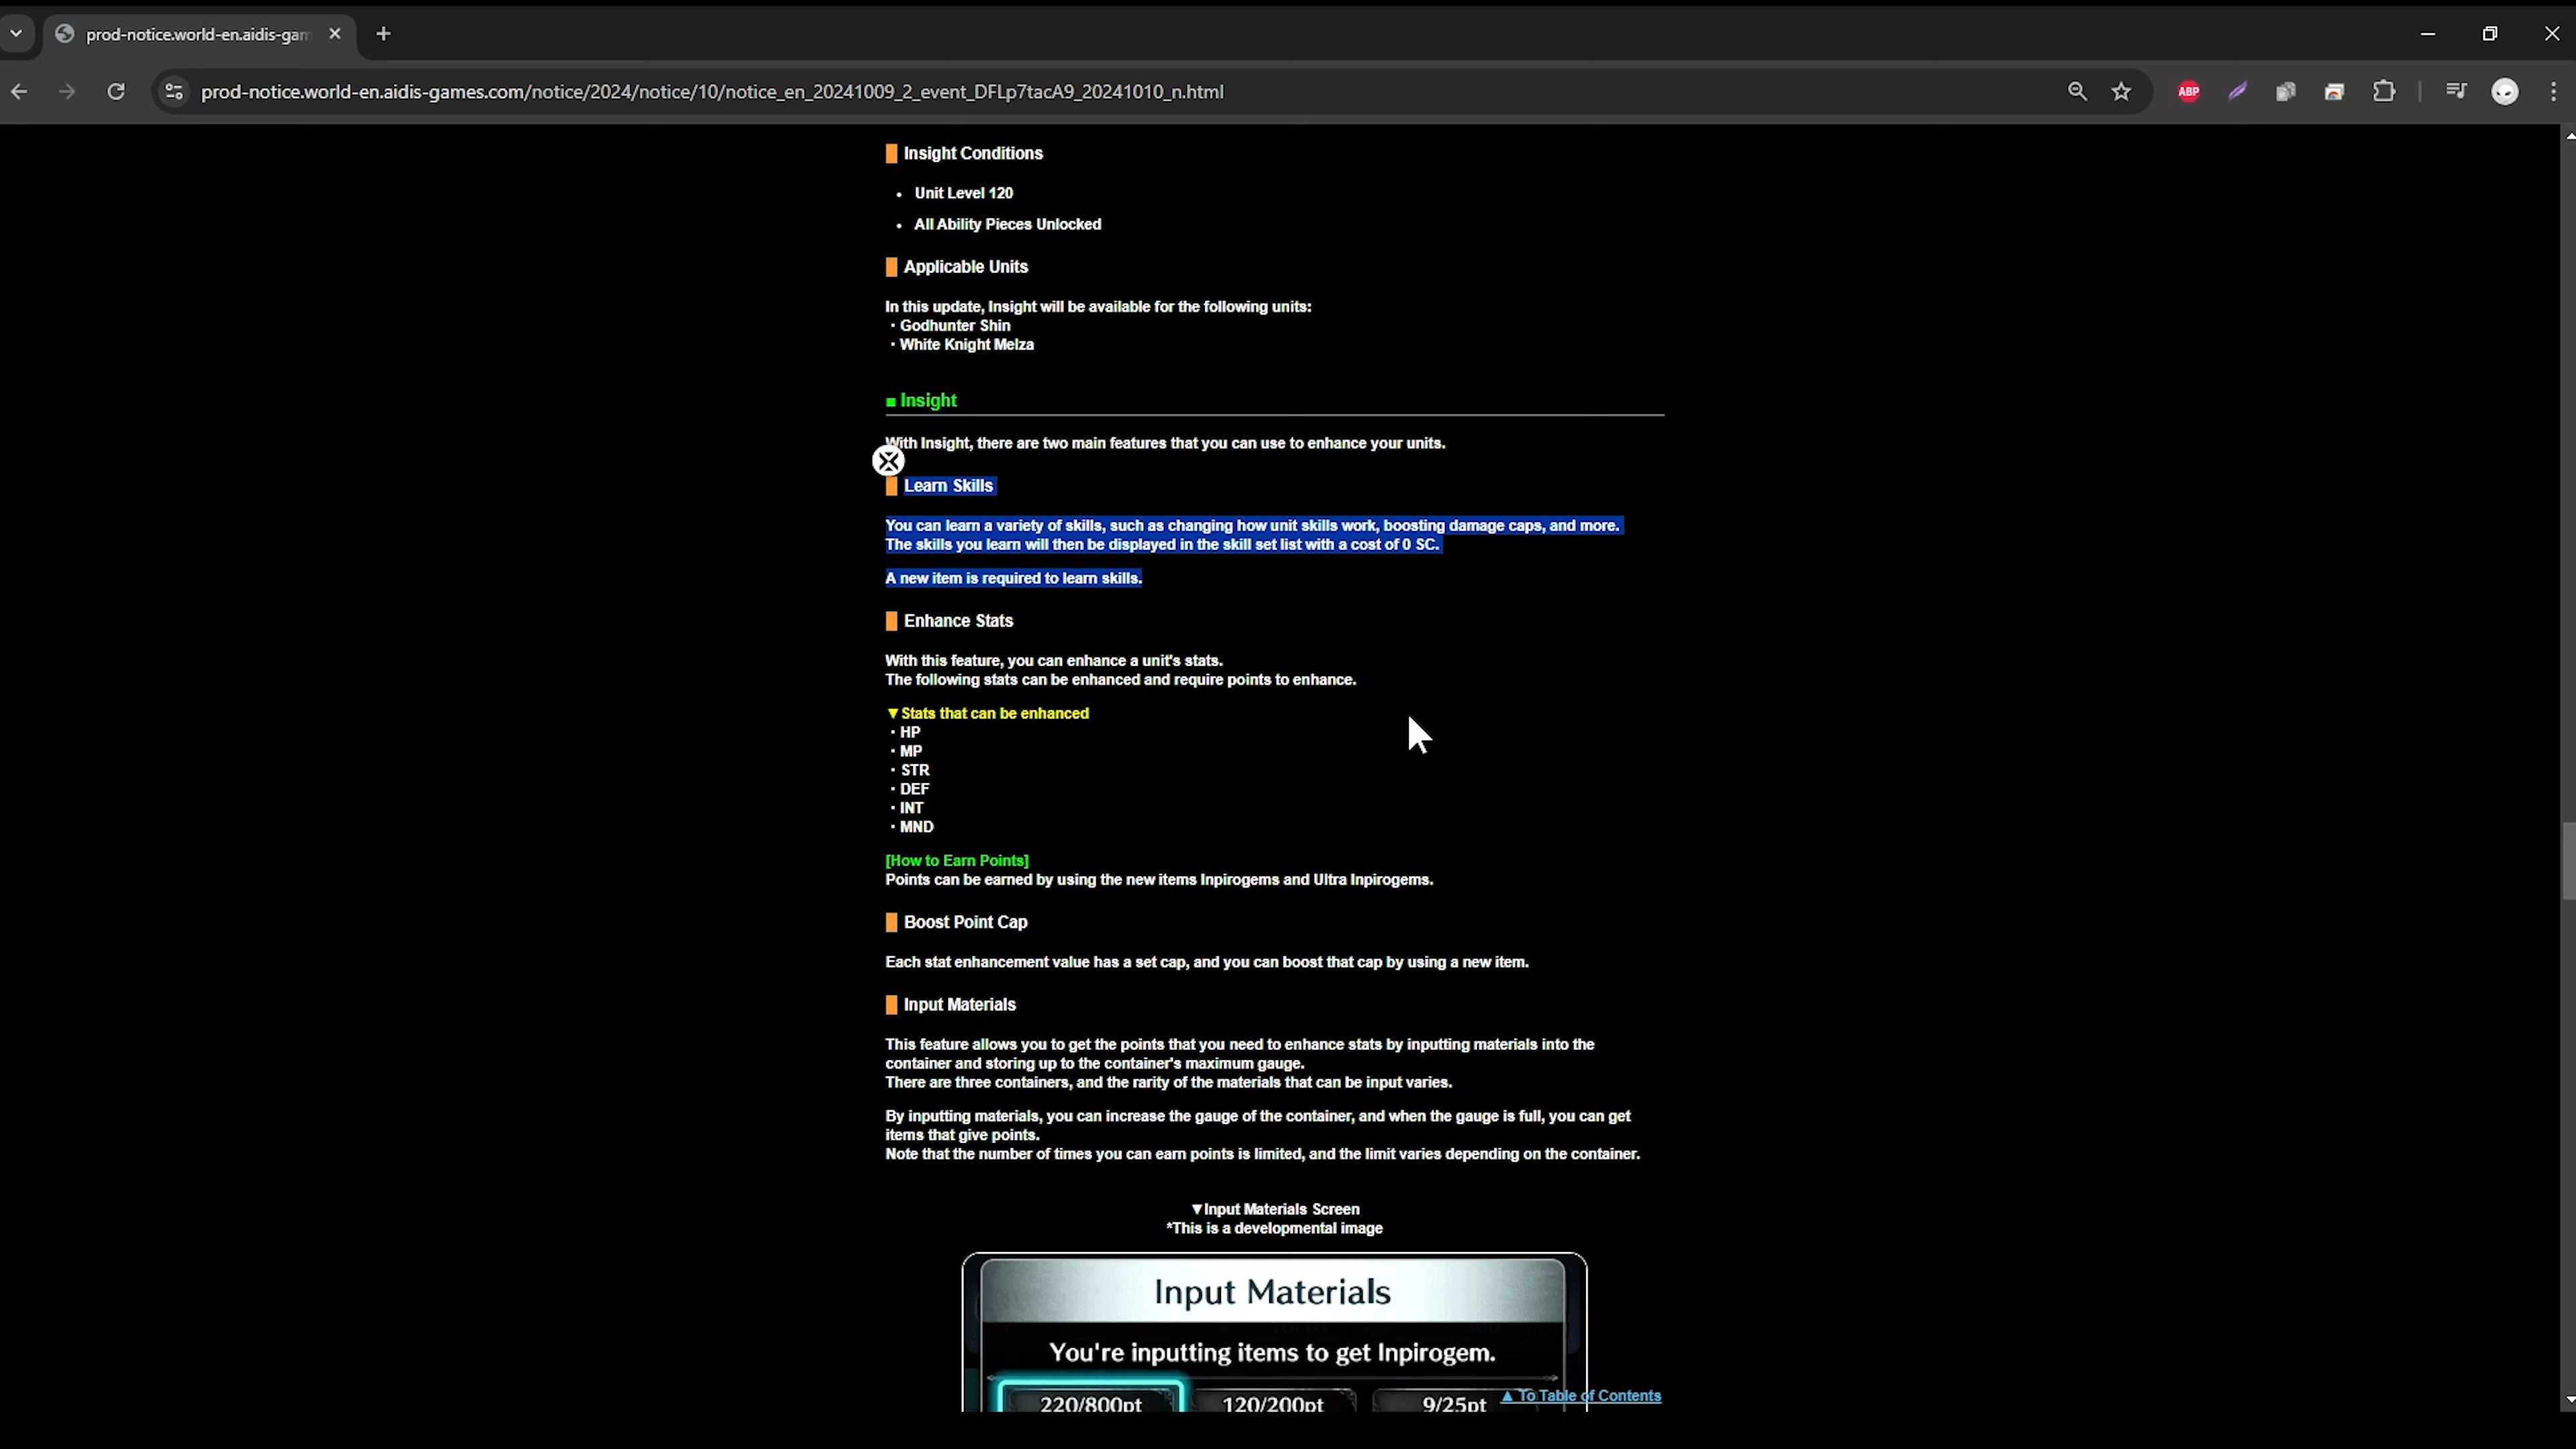 prod-notice.world-en.aidis-gam
prod-notice.world-en.aidis-games.com/notice/2024/notice/10/notice_en_20241009_2_event_DFLp7tacA9_20241010_n.html
ABP
Insight Conditions
• Unit Level 120
• All Ability Pieces Unlocked
Applicable Units
In this update, Insight will be available for the following units:
・Godhunter Shin
・White Knight Melza
■ Insight
With Insight, there are two main features that you can use to enhance your units.
Learn Skills
You can learn a variety of skills, such as changing how unit skills work, boosting damage caps, and more.
The skills you learn will then be displayed in the skill set list with a cost of 0 SC.
A new item is required to learn skills.
Enhance Stats
With this feature, you can enhance a unit's stats.
The following stats can be enhanced and require points to enhance.
▼Stats that can be enhanced
・HP
・MP
・STR
・DEF
・INT
・MND
[How to Earn Points]
Points can be earned by using the new items Inpirogems and Ultra Inpirogems.
Boost Point Cap
Each stat enhancement value has a set cap, and you can boost that cap by using a new item.
Input Materials
This feature allows you to get the points that you need to enhance stats by inputting materials into the
container and storing up to the container's maximum gauge.
There are three containers, and the rarity of the materials that can be input varies.
By inputting materials, you can increase the gauge of the container, and when the gauge is full, you can get
items that give points.
Note that the number of times you can earn points is limited, and the limit varies depending on the container.
▼Input Materials Screen
*This is a developmental image
Input Materials
You're inputting items to get Inpirogem.
220/800pt 120/200pt 9/25pt
▲ To Table of Contents